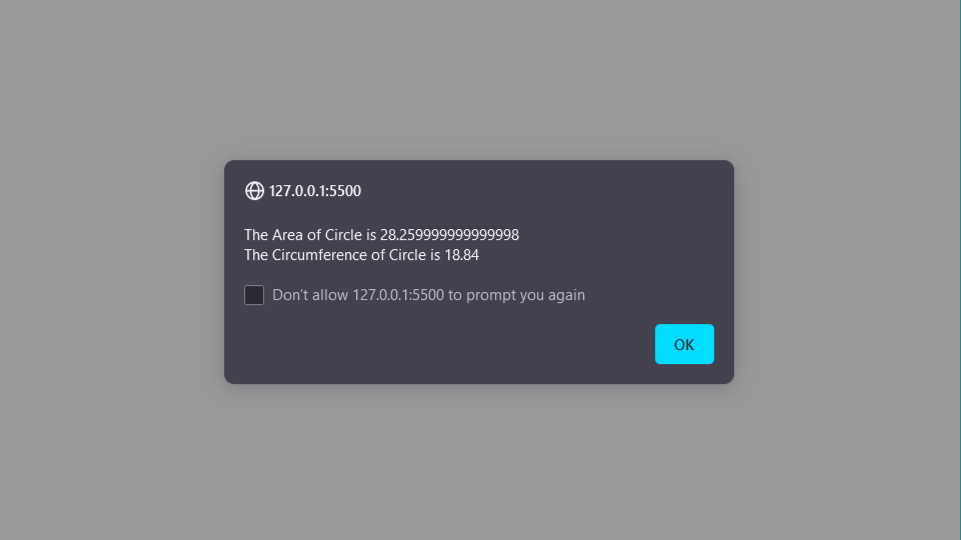 127.0.0.1:5500
The Area of Circle is 28.259999999999998
The Circumference of Circle is 18.84
Don't allow 127.0.0.1:5500 to prompt you again
OK